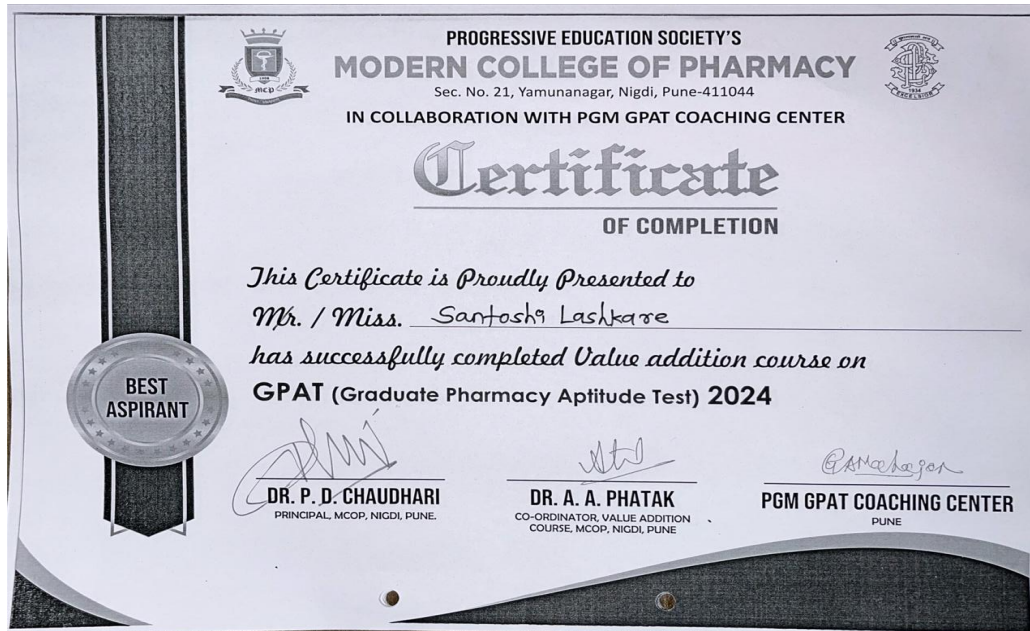 PROGRESSIVE EDUCATION SOCIETY'S
MODERN COLLEGE OF PHARMACY
Sec. No. 21, Yamunanagar, Nigdi, Pune-411044
IN COLLABORATION WITH PGM GPAT COACHING CENTER
MCP
1934
EXCELSIOR
Certificate
OF COMPLETION
This Certificate is Proudly Presented to
Mr. / Miss. Santoshi Lashkare
has successfully completed Value addition course on
GPAT (Graduate Pharmacy Aptitude Test) 2024
BEST
ASPIRANT
DR. P. D. CHAUDHARI
PRINCIPAL, MCOP, NIGDI, PUNE.
DR. A. A. PHATAK
CO-ORDINATOR, VALUE ADDITION
COURSE, MCOP, NIGDI, PUNE
PGM GPAT COACHING CENTER
PUNE